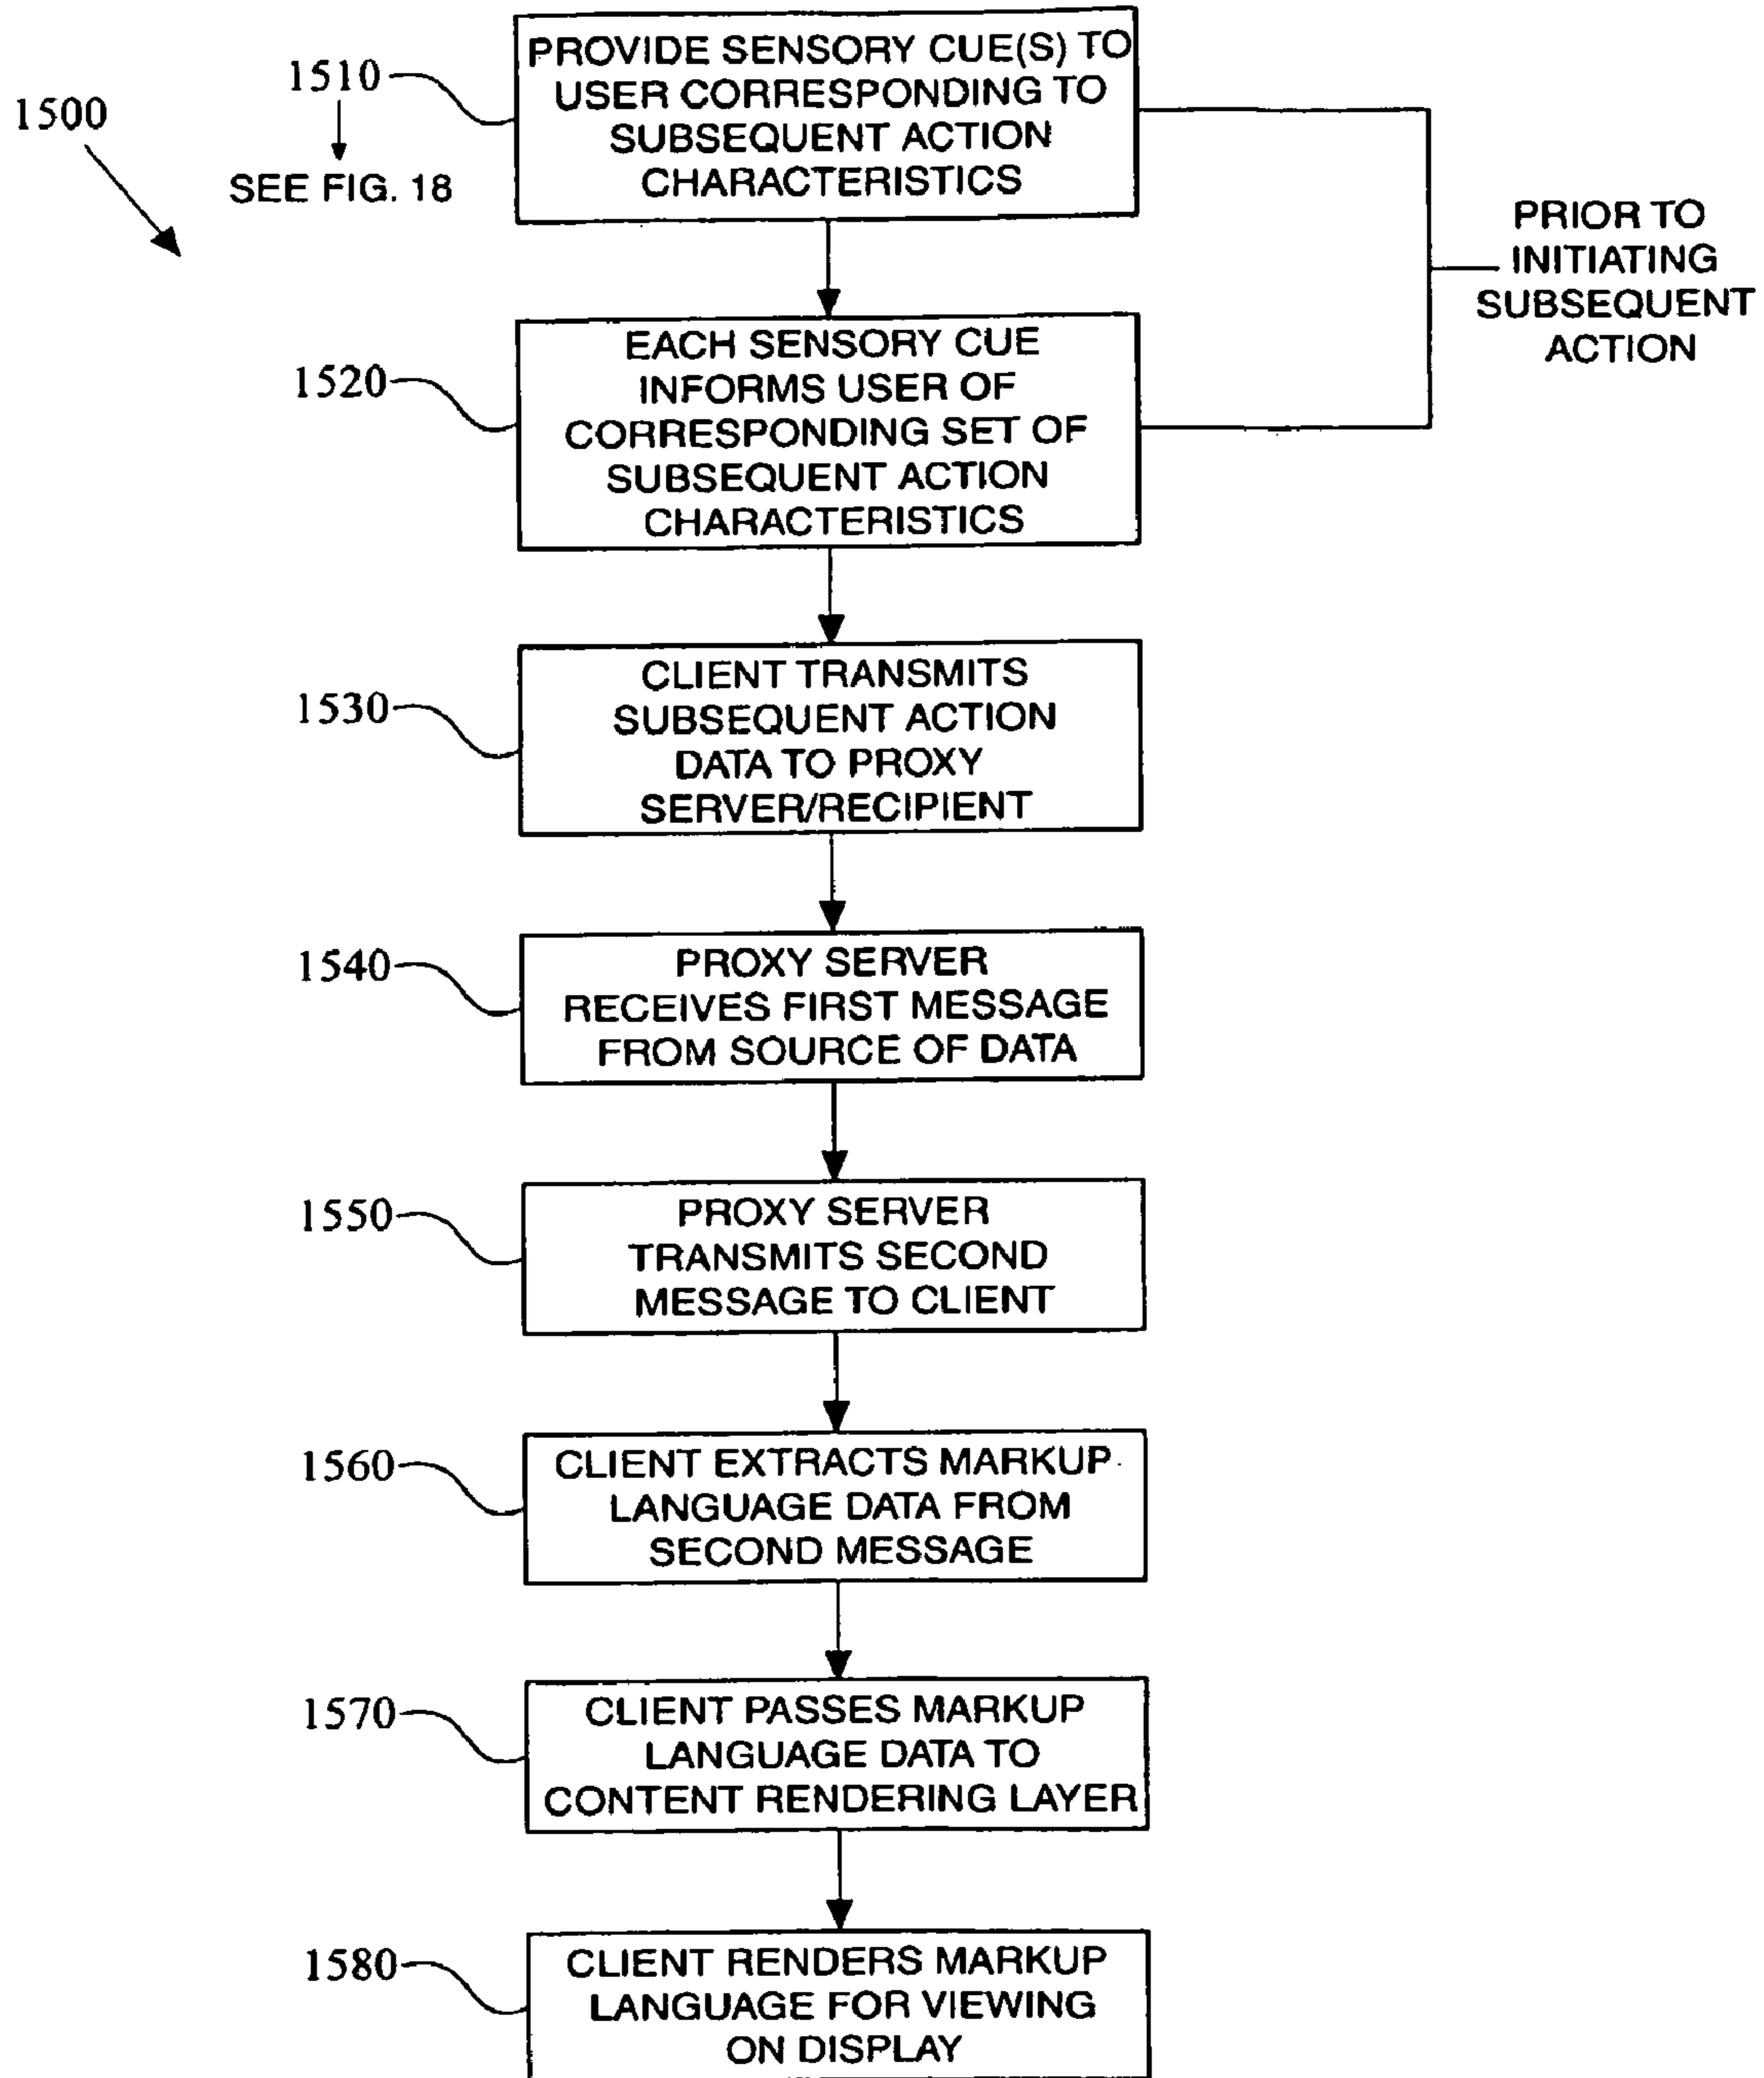 1500
1510
SEE FIG. 18
PROVIDE SENSORY CUE(S) TO
USER CORRESPONDING TO
SUBSEQUENT ACTION
CHARACTERISTICS
PRIOR TO
INITIATING
SUBSEQUENT
ACTION
1520
EACH SENSORY CUE
INFORMS USER OF
CORRESPONDING SET OF
SUBSEQUENT ACTION
CHARACTERISTICS
1530
CLIENT TRANSMITS
SUBSEQUENT ACTION
DATA TO PROXY
SERVER/RECIPIENT
1540
PROXY SERVER
RECEIVES FIRST MESSAGE
FROM SOURCE OF DATA
1550
PROXY SERVER
TRANSMITS SECOND
MESSAGE TO CLIENT
1560
CLIENT EXTRACTS MARKUP
LANGUAGE DATA FROM
SECOND MESSAGE
1570
CLIENT PASSES MARKUP
LANGUAGE DATA TO
CONTENT RENDERING LAYER
1580
CLIENT RENDERS MARKUP
LANGUAGE FOR VIEWING
ON DISPLAY